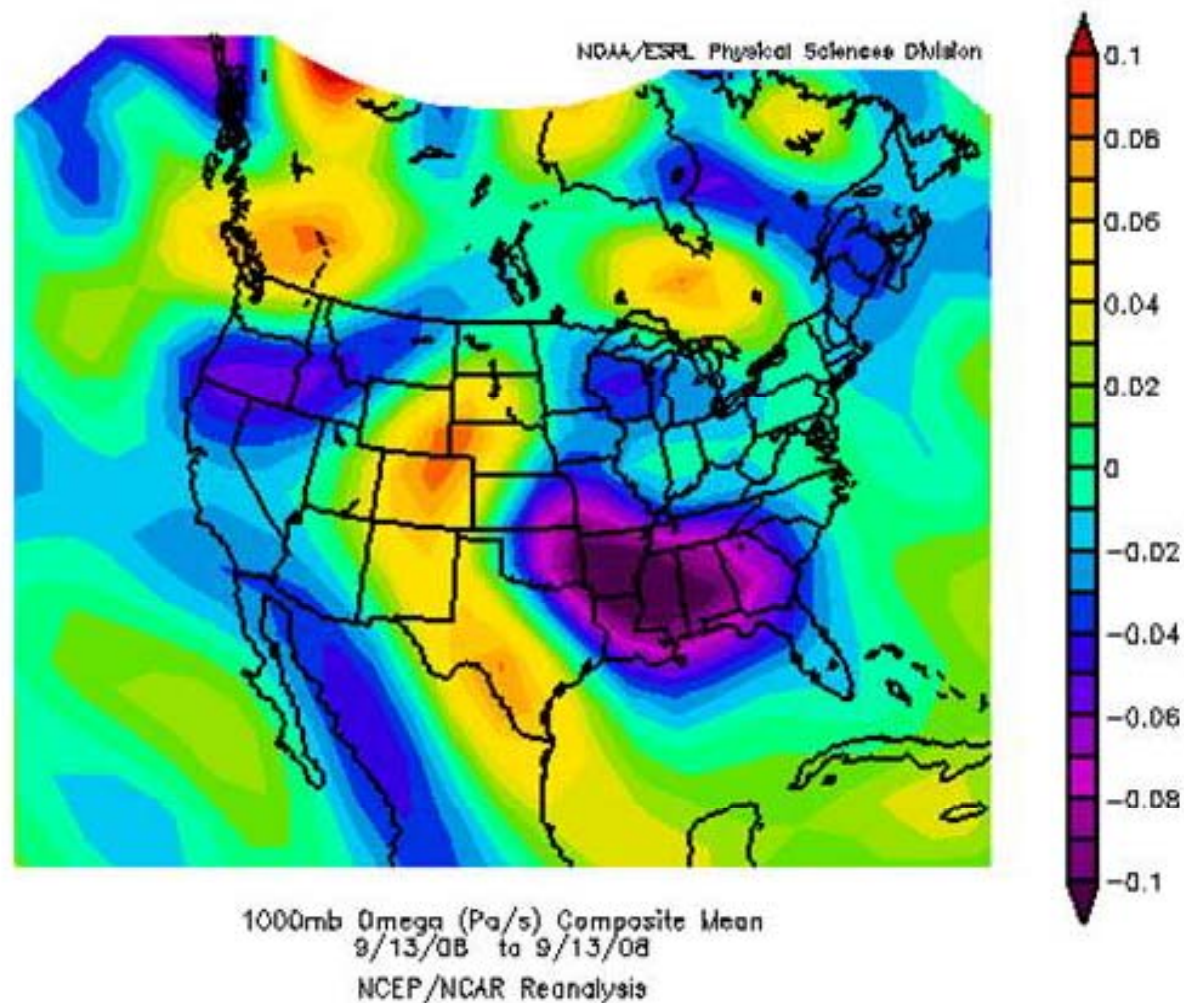 NOAA/ESRL Physical Sciences Division
0.1
0.08
0.06
0.04
0.02
0
-0.02
-0.04
-0.06
-0.08
-0.1
1000mb Omega (Pa/s) Composite Mean
9/13/08 to 9/13/08
NCEP/NCAR Reanalysis